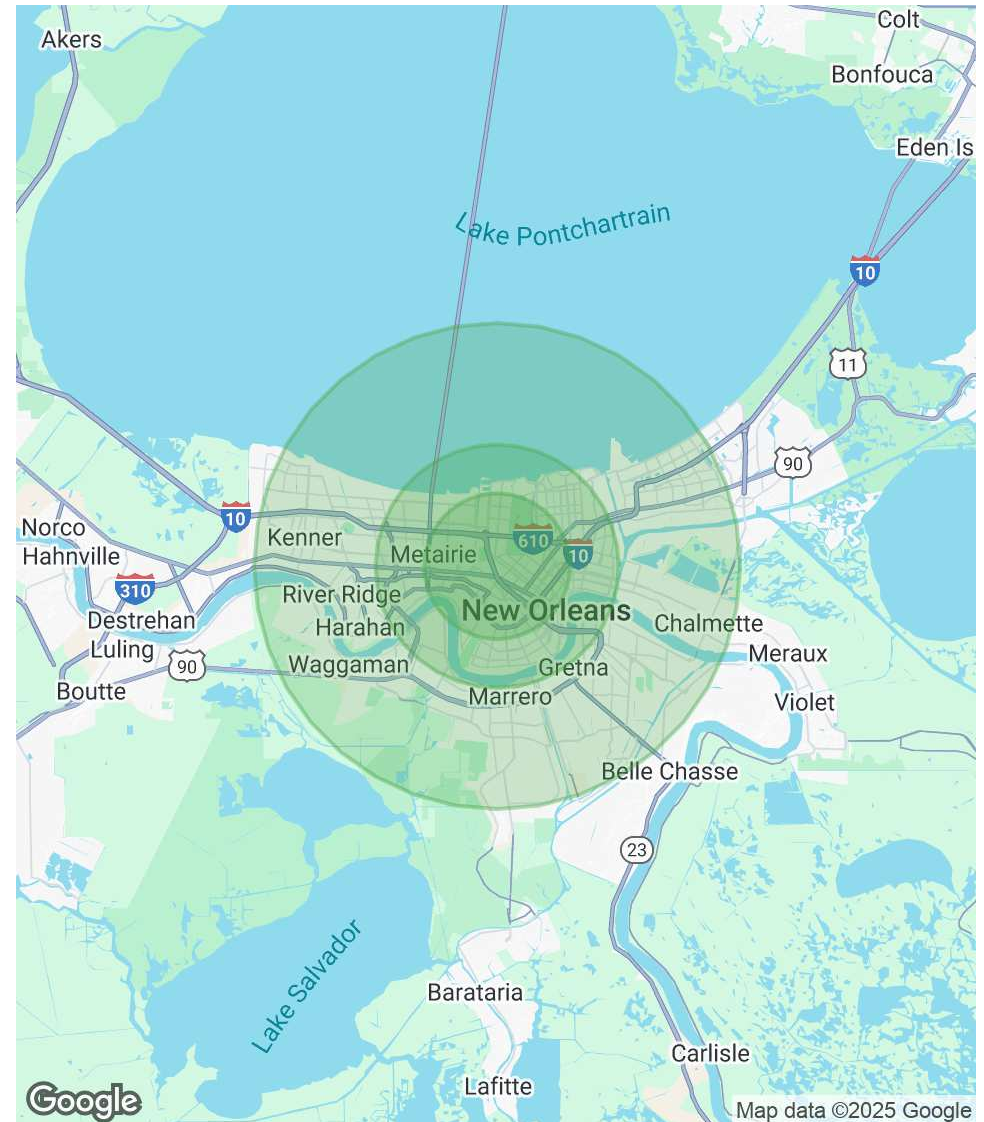 Colt
Akers
Bonfouca
Eden Is
Lake Pontchartrain
10
11
90
10
Norco
Kenner
610
10
Hahnville
Metairie
310
River Ridge
New Orleans
Destrehan
Harahan
Chalmette
Luling
90
Waggaman
Gretna
Meraux
Boutte
Marrero
Violet
Belle Chasse
23
Lake Salvador
Barataria
Carlisle
Lafitte
Google
Map data ©2025 Google